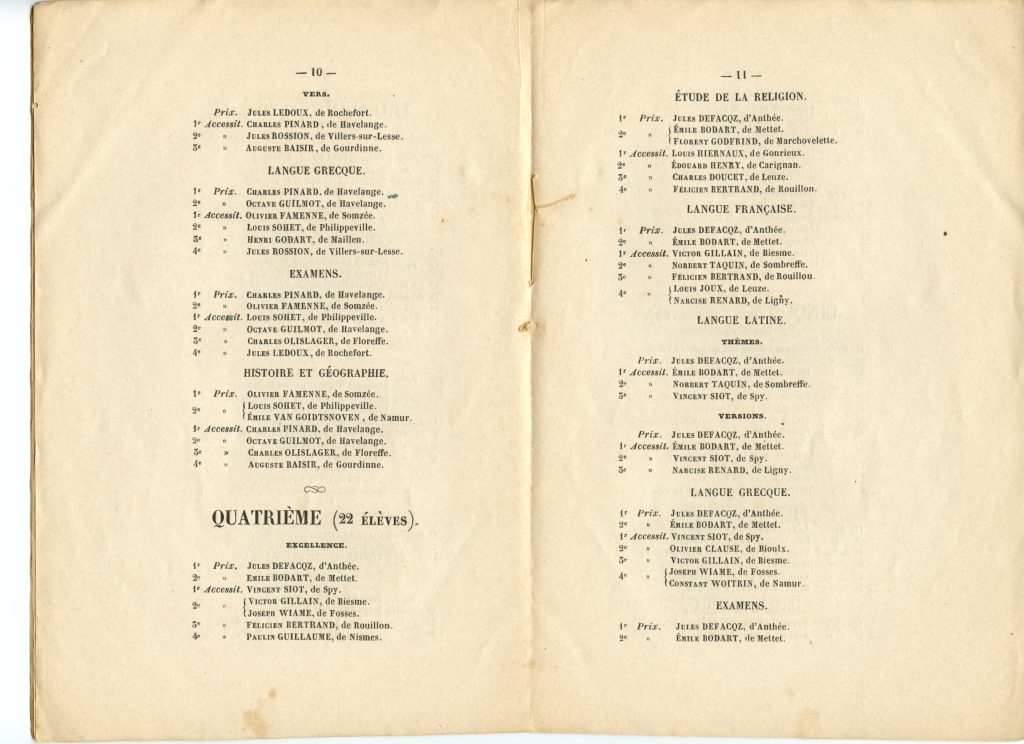 — 10 —
VERS.
Prix. JULES LEDOUX, de Rochefort.
1r Accessit. CHARLES PINARD, de Havelange.
2e » JULES ROSSION, de Villers-sur-Lesse.
3e » AUGUSTE BAISIR, de Gourdinne.
LANGUE GRECQUE.
1r Prix. CHARLES PINARD, de Havelange.
2e » OCTAVE GUILMOT, de Havelange.
1r Accessit. OLIVIER FAMENNE, de Somzée.
2e » LOUIS SOHET, de Philippeville.
3e » HENRI GODART, de Maillen.
4e » JULES ROSSION, de Villers-sur-Lesse.
EXAMENS.
1r Prix. CHARLES PINARD, de Havelange.
2e » OLIVIER FAMENNE, de Somzée.
1r Accessit. LOUIS SOHET, de Philippeville.
2e » OCTAVE GUILMOT, de Havelange.
3e » CHARLES OLISLAGER, de Floreffe.
4e » JULES LEDOUX, de Rochefort.
HISTOIRE ET GÉOGRAPHIE.
1r Prix. OLIVIER FAMENNE, de Somzée.
2e » { LOUIS SOHET, de Philippeville.
ÉMILE VAN GOIDTSNOVEN, de Namur.
1r Accessit. CHARLES PINARD, de Havelange.
2e » OCTAVE GUILMOT, de Havelange.
3e » CHARLES OLISLAGER, de Floreffe.
4e » AUGUSTE BAISIR, de Gourdinne.
QUATRIÈME (22 ÉLÈVES).
EXCELLENCE.
1r Prix. JULES DEFACQZ, d'Anthée.
2e » EMILE BODART, de Mettet.
1r Accessit. VINCENT SIOT, de Spy.
2e » { VICTOR GILLAIN, de Biesme.
JOSEPH WIAME, de Fosses.
3e » FÉLICIEN BERTRAND, de Rouillon.
4e » PAULIN GUILLAUME, de Nismes.
— 11 —
ÉTUDE DE LA RELIGION.
1r Prix. JULES DEFACQZ, d'Anthée.
2e » { ÉMILE BODART, de Mettet.
FLORENT GODFRIND, de Marchovelette.
1r Accessit. LOUIS HIERNAUX, de Gonrieux.
2e » ÉDOUARD HENRY, de Carignan.
3e » CHARLES DOUCET, de Leuze.
4e » FÉLICIEN BERTRAND, de Rouillon.
LANGUE FRANÇAISE.
1r Prix. JULES DEFACQZ, d'Anthée.
2e » ÉMILE BODART, de Mettet.
1r Accessit. VICTOR GILLAIN, de Biesme.
2e » NORBERT TAQUIN, de Sombreffe.
3e » FÉLICIEN BERTRAND, de Rouillon.
4e » { LOUIS JOUX, de Leuze.
NARCISE RENARD, de Ligny.
LANGUE LATINE.
THÈMES.
Prix. JULES DEFACQZ, d'Anthée.
1r Accessit. ÉMILE BODART, de Mettet.
2e » NORBERT TAQUIN, de Sombreffe.
3e » VINCENT SIOT, de Spy.
VERSIONS.
Prix. JULES DEFACQZ, d'Anthée.
1r Accessit. ÉMILE BODART, de Mettet.
2e » VINCENT SIOT, de Spy.
3e » NARCISE RENARD, de Ligny.
LANGUE GRECQUE.
1r Prix. JULES DEFACQZ, d'Anthée.
2e » ÉMILE BODART, de Mettet.
1r Accessit. VINCENT SIOT, de Spy.
2e » OLIVIER CLAUSE, de Bioulx.
3e » VICTOR GILLAIN, de Biesme.
4e » { JOSEPH WIAME, de Fosses.
CONSTANT WOITRIN, de Namur.
EXAMENS.
1r Prix. JULES DEFACQZ, d'Anthée.
2e » ÉMILE BODART, de Mettet.